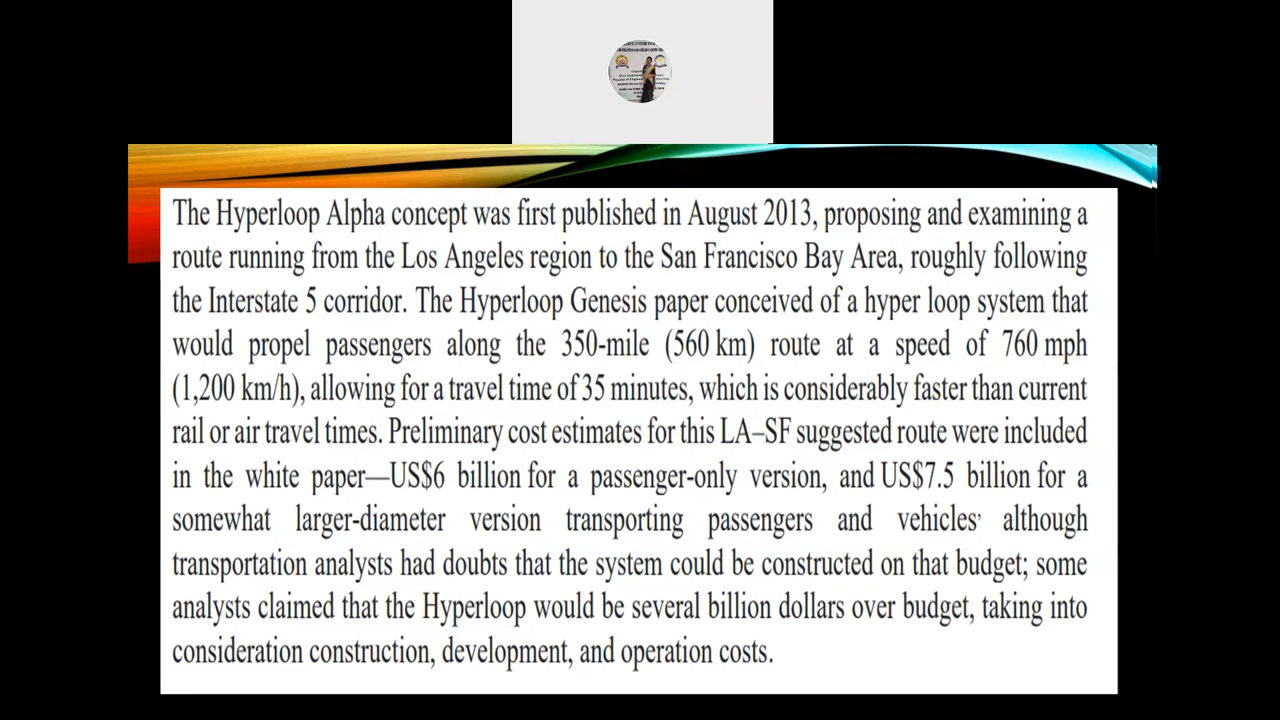 The Hyperloop Alpha concept was first published in August 2013, proposing and examining a
route running from the Los Angeles region to the San Francisco Bay Area, roughly following
the Interstate 5 corridor. The Hyperloop Genesis paper conceived of a hyper loop system that
would propel passengers along the 350-mile (560 km) route at a speed of 760 mph
(1,200 km/h), allowing for a travel time of 35 minutes, which is considerably faster than current
rail or air travel times. Preliminary cost estimates for this LA–SF suggested route were included
in the white paper—US$6 billion for a passenger-only version, and US$7.5 billion for a
somewhat larger-diameter version transporting passengers and vehicles, although
transportation analysts had doubts that the system could be constructed on that budget; some
analysts claimed that the Hyperloop would be several billion dollars over budget, taking into
consideration construction, development, and operation costs.